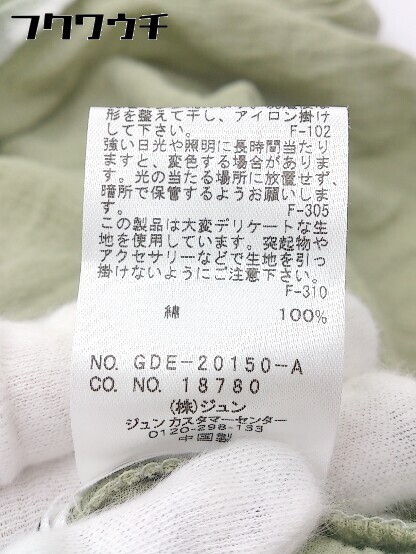 フクワウチ
形を整えて干し、アイロン掛け
して下さい。 F-102
強い日光や照明に長時間当たり
ますと、変色する場合がありま
す。光の当たる場所に放置せず、
暗所で保管するようお願いしま
す。 F-305
この製品は大変デリケートな生
地を使用しています。突起物や
アクセサリーなどで生地を引っ
掛けないようにご注意下さい。
F-310
綿 100%
NO. GDE-20150-A
CO. NO. 18780
(株)ジュン
ジュンカスタマーセンター
0120-298-133
中国製